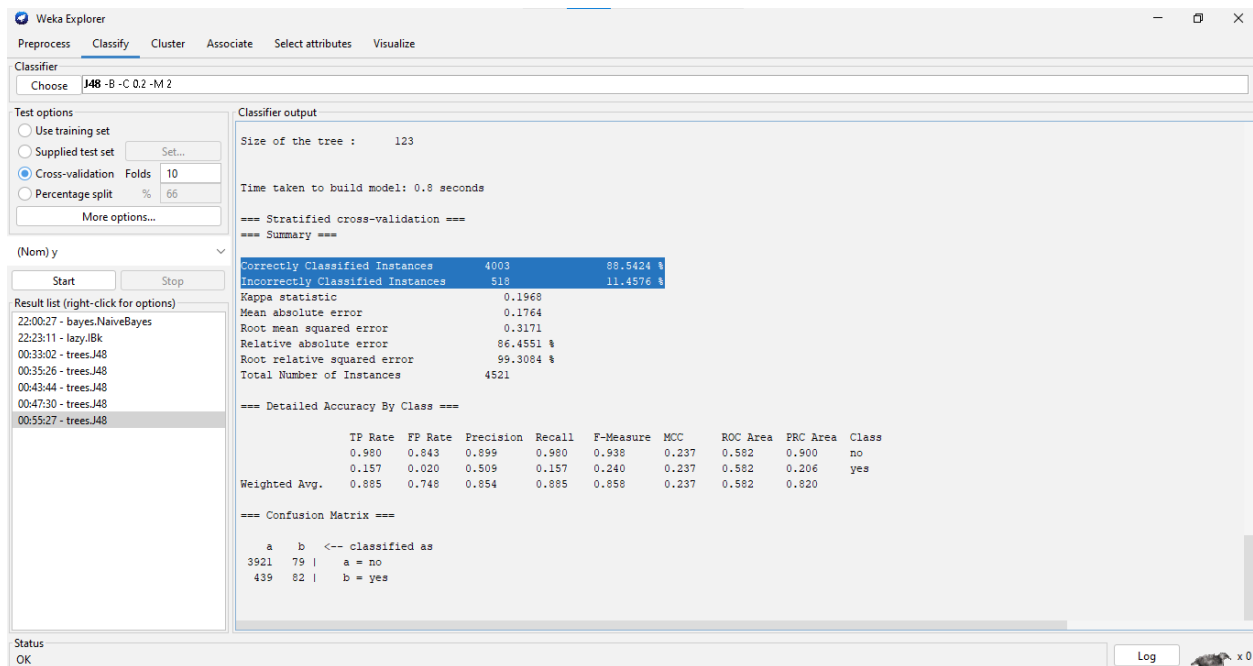 Weka Explorer
Preprocess Classify Cluster Associate Select attributes Visualize
Classifier
Choose J48 -B -C 0.2 -M 2
Test options
Use training set
Supplied test set Set...
Cross-validation Folds 10
Percentage split % 66
More options...
(Nom) y
Start Stop
Result list (right-click for options)
22:00:27 - bayes.NaiveBayes
22:23:11 - lazy.IBk
00:33:02 - trees.J48
00:35:26 - trees.J48
00:43:44 - trees.J48
00:47:30 - trees.J48
00:55:27 - trees.J48
Classifier output
Size of the tree : 123
Time taken to build model: 0.8 seconds
=== Stratified cross-validation ===
=== Summary ===
Correctly Classified Instances 4003 88.5424 %
Incorrectly Classified Instances 518 11.4576 %
Kappa statistic 0.1968
Mean absolute error 0.1764
Root mean squared error 0.3171
Relative absolute error 86.4551 %
Root relative squared error 99.3084 %
Total Number of Instances 4521
=== Detailed Accuracy By Class ===
TP Rate FP Rate Precision Recall F-Measure MCC ROC Area PRC Area Class
0.980 0.843 0.899 0.980 0.938 0.237 0.582 0.900 no
0.157 0.020 0.509 0.157 0.240 0.237 0.582 0.206 yes
Weighted Avg. 0.885 0.748 0.854 0.885 0.858 0.237 0.582 0.820
=== Confusion Matrix ===
a b <-- classified as
3921 79 | a = no
439 82 | b = yes
Status
OK
Log x 0